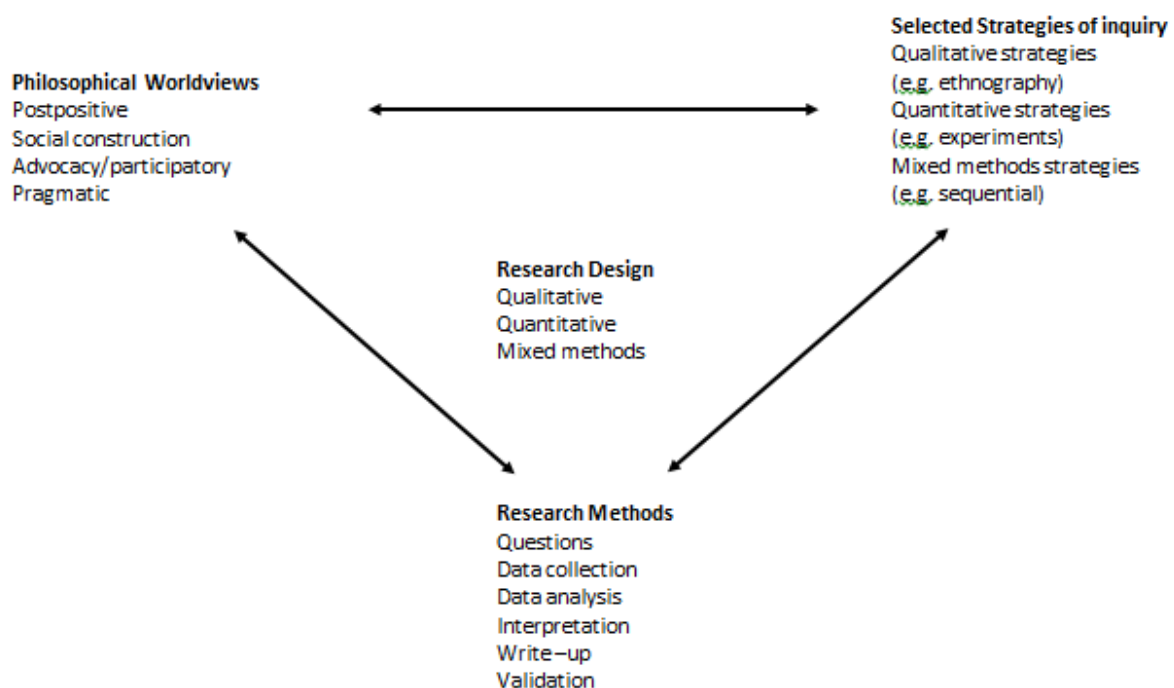 Philosophical Worldviews
Postpositive
Social construction
Advocacy/participatory
Pragmatic
Selected Strategies of inquiry
Qualitative strategies
(e.g. ethnography)
Quantitative strategies
(e.g. experiments)
Mixed methods strategies
(e.g. sequential)
Research Design
Qualitative
Quantitative
Mixed methods
Research Methods
Questions
Data collection
Data analysis
Interpretation
Write –up
Validation